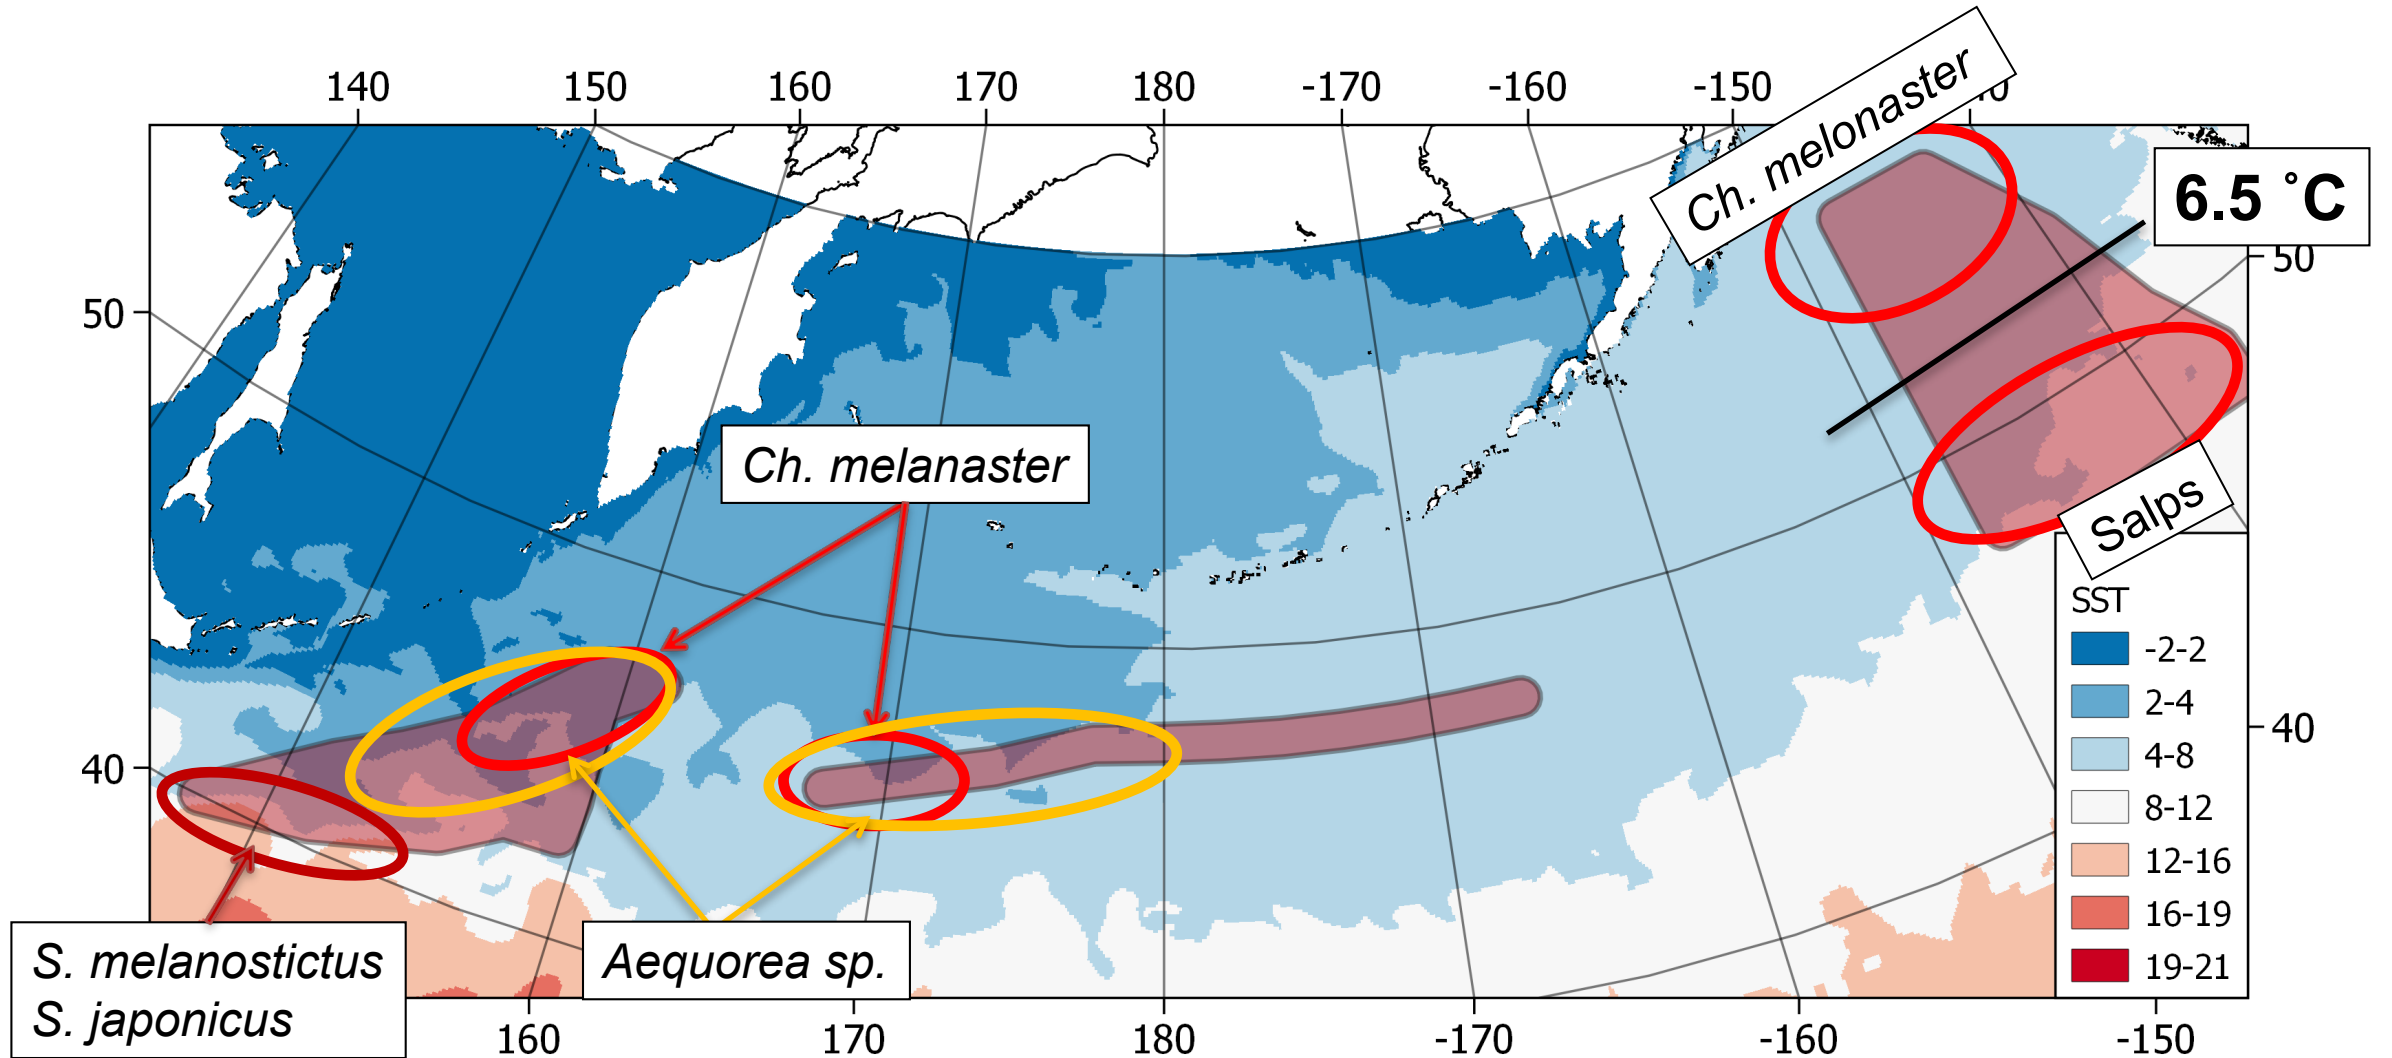 140 150 160 170 180 -170 -160 -150 40
Ch. melonaster
6.5 ˚C
50
50
Ch. melanaster
Salps
SST
-2-2
2-4
4-8
8-12
12-16
16-19
19-21
40
40
S. melanostictus
S. japonicus
Aequorea sp.
160 170 180 -170 -160 -150